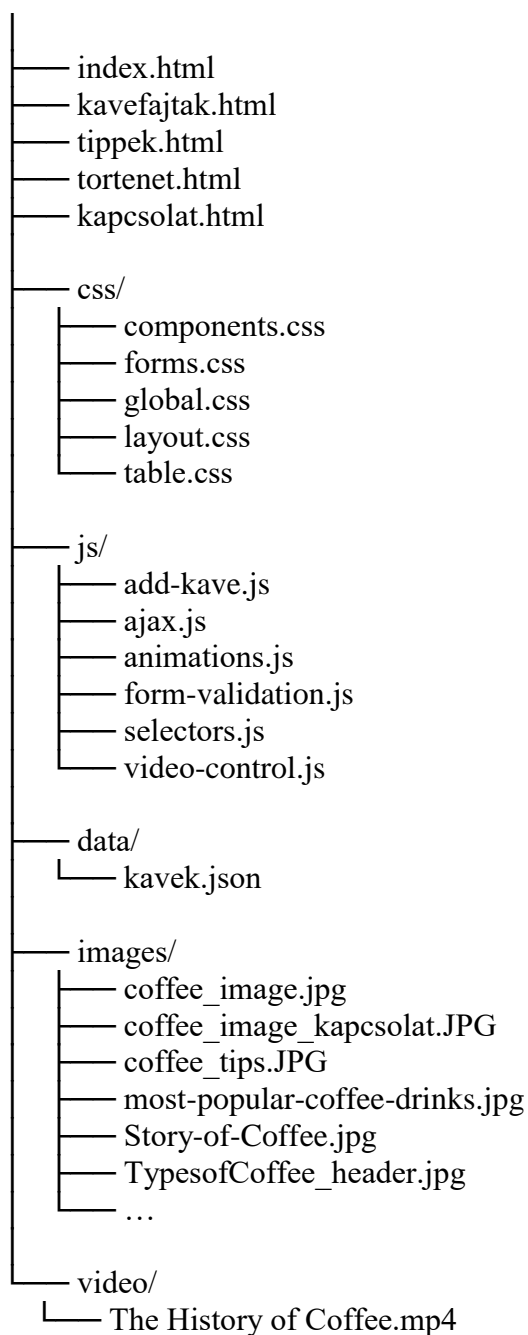 index.html
kavefajtak.html
tippek.html
tortenet.html
kapcsolat.html
css/
components.css
forms.css
global.css
layout.css
table.css
js/
add-kave.js
ajax.js
animations.js
form-validation.js
selectors.js
video-control.js
data/
kavek.json
images/
coffee_image.jpg
coffee_image_kapcsolat.JPG
coffee_tips.JPG
most-popular-coffee-drinks.jpg
Story-of-Coffee.jpg
TypesofCoffee_header.jpg
…
video/
The History of Coffee.mp4